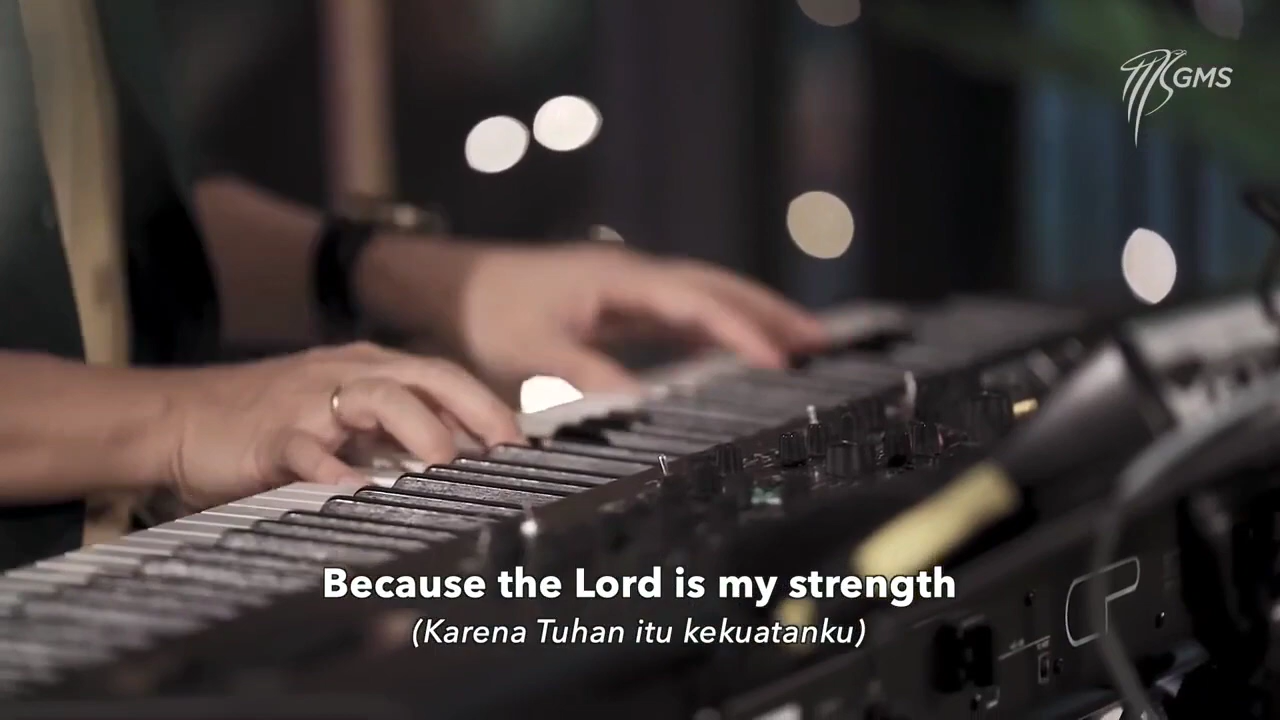 GMS
Because the Lord is my strength
(Karena Tuhan itu kekuatanku)